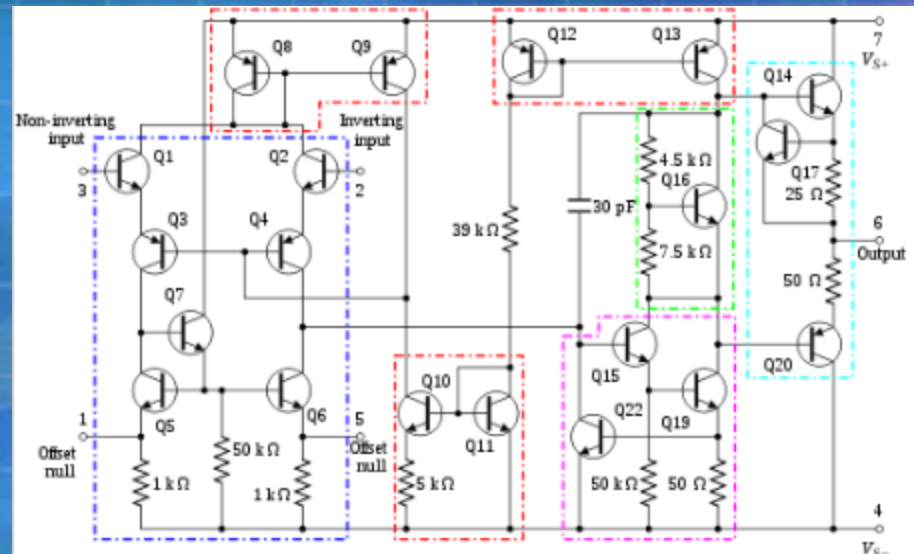 Q8
Q9
Q12
Q13
7
VS+
Q14
Non-inverting
input
Inverting
input
Q1
Q2
3
2
4.5 kΩ
Q16
Q17
25 Ω
Q3
Q4
39 kΩ
30 pF
6
Output
7.5 kΩ
50 Ω
Q7
Q15
Q20
Q10
Q22
Q19
1
Q5
Q6
5
Q11
Offset
null
50 kΩ
Offset
null
1 kΩ
1 kΩ
5 kΩ
50 kΩ
50 Ω
4
VS−